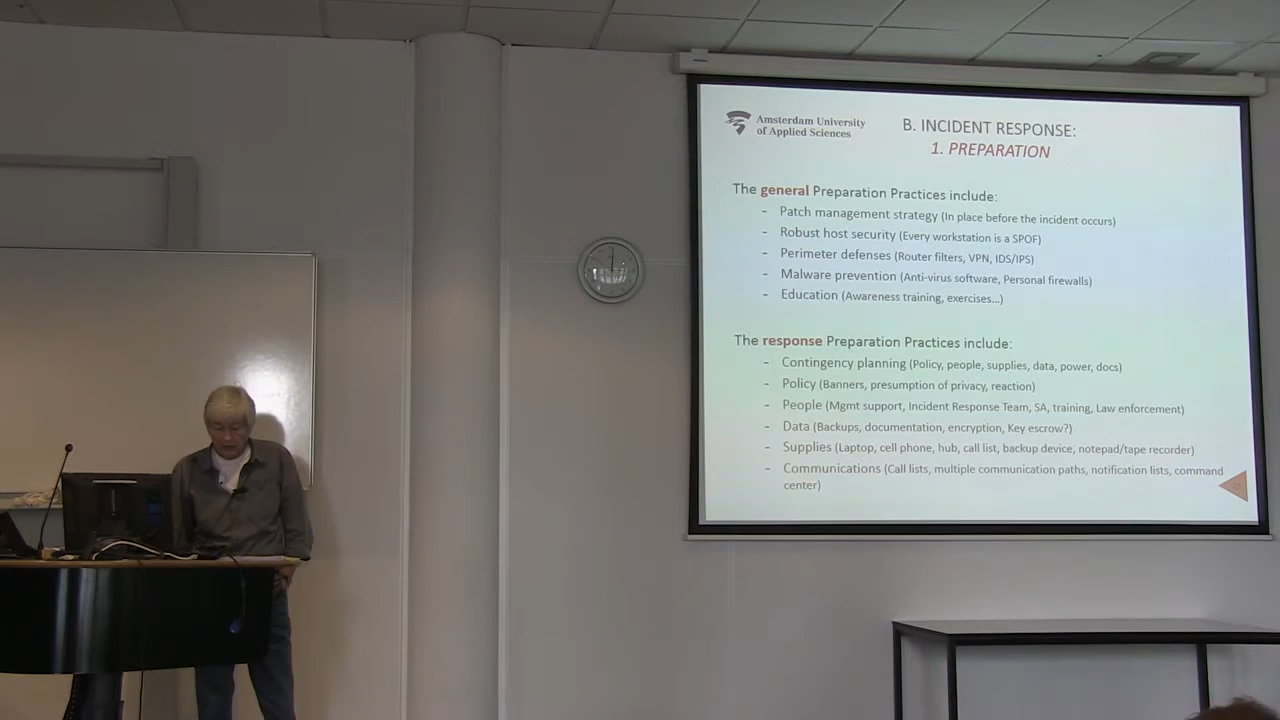 Amsterdam University
of Applied Sciences
B. INCIDENT RESPONSE:
1. PREPARATION
The general Preparation Practices include:
- Patch management strategy (In place before the incident occurs)
- Robust host security (Every workstation is a SPOF)
- Perimeter defenses (Router filters, VPN, IDS/IPS)
- Malware prevention (Anti-virus software, Personal firewalls)
- Education (Awareness training, exercises...)
The response Preparation Practices include:
- Contingency planning (Policy, people, supplies, data, power, docs)
- Policy (Banners, presumption of privacy, reaction)
- People (Mgmt support, Incident Response Team, SA, training, Law enforcement)
- Data (Backups, documentation, encryption, Key escrow?)
- Supplies (Laptop, cell phone, hub, call list, backup device, notepad/tape recorder)
- Communications (Call lists, multiple communication paths, notification lists, command
center)